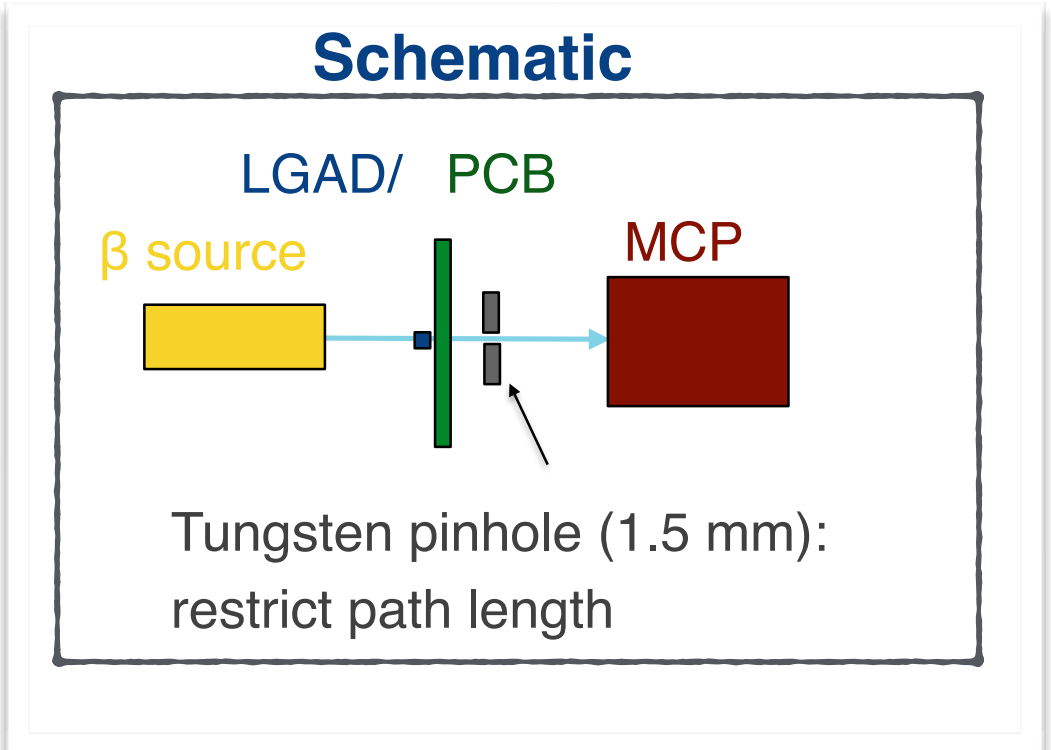 Schematic
LGAD/ PCB
β source
MCP
Tungsten pinhole (1.5 mm):
restrict path length